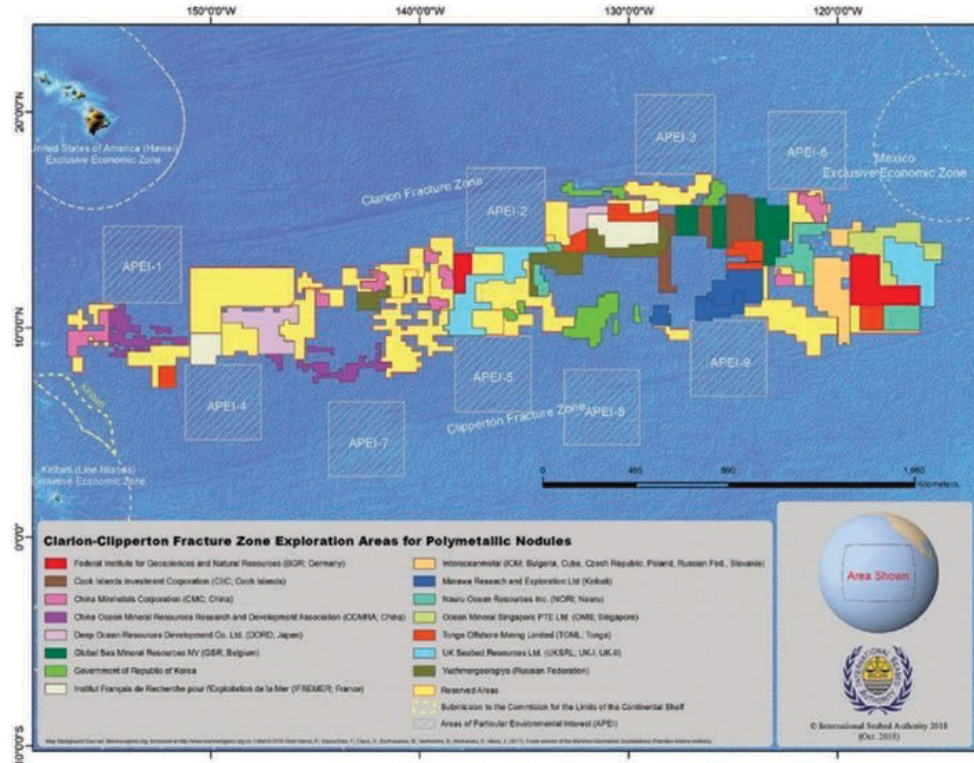 150°0'0"W 140°0'0"W 130°0'0"W 120°0'0"W
20°0'0"N
10°0'0"N
0°0'0"
United States of America (Hawaii)
Exclusive Economic Zone
Mexico
Exclusive Economic Zone
Clarion Fracture Zone
Clipperton Fracture Zone
APEI-1
APEI-2
APEI-3
APEI-6
APEI-4
APEI-5
APEI-7
APEI-8
APEI-9
Kiribati
Kiribati (Line Islands)
Exclusive Economic Zone
0
Kilometers
Clarion-Clipperton Fracture Zone Exploration Areas for Polymetallic Nodules
Federal Institute for Geosciences and Natural Resources (BGR; Germany)
Cook Islands Investment Corporation (CIIC; Cook Islands)
China Minmetals Corporation (CMC; China)
China Ocean Mineral Resources Research and Development Association (COMRA; China)
Deep Ocean Resources Development Co. Ltd. (DORD; Japan)
Global Sea Mineral Resources NV (GSR; Belgium)
Government of Republic of Korea
Institut Français de Recherche pour l'Exploitation de la Mer (IFREMER; France)
Interoceanmetal (IOM; Bulgaria, Cuba, Czech Republic, Poland, Russian Fed., Slovakia)
Marawa Research and Exploration Ltd (Kiribati)
Nauru Ocean Resources Inc. (NORI; Nauru)
Ocean Mineral Singapore PTE Ltd. (OMS; Singapore)
Tonga Offshore Mining Limited (TOML; Tonga)
UK Seabed Resources Ltd. (UKSRL; UK-I, UK-II)
Yuzhmorgeologiya (Russian Federation)
Reserved Areas
Submission to the Commission for the Limits of the Continental Shelf
Areas of Particular Environmental Interest (APEI)
Area Shown
INTERNATIONAL SEABED AUTHORITY
© International Seabed Authority 2018
(Oct. 2018)